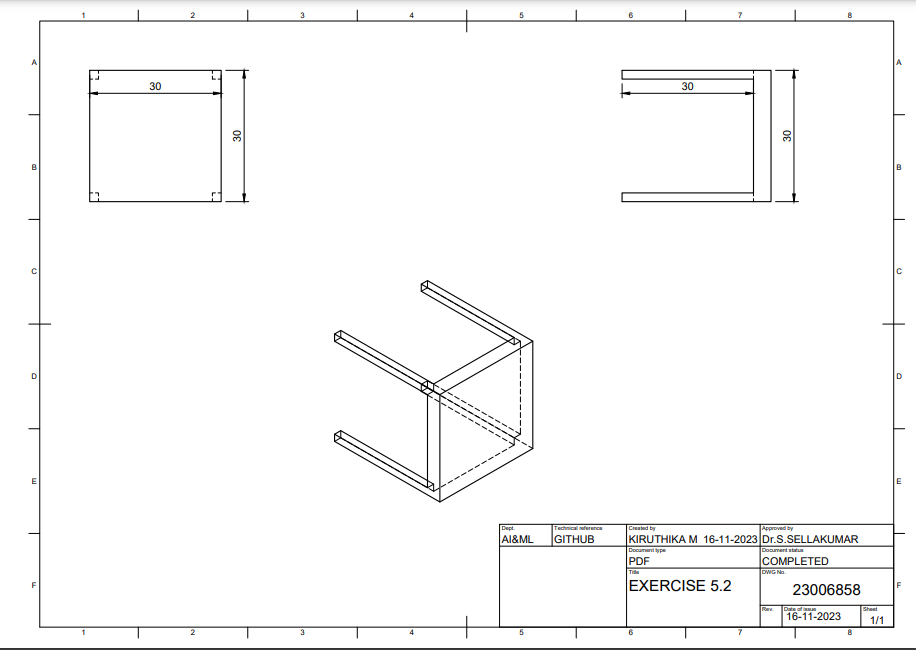 1 2 3 4 5 6 7 8
A A
30 30
30 30
B B
C C
D D
E E
Dept. Technical reference Created by Approved by
AI&ML GITHUB KIRUTHIKA M 16-11-2023 Dr.S.SELLAKUMAR
Document type Document status
PDF COMPLETED
Title DWG No.
EXERCISE 5.2 23006858
F F
Rev. Date of issue Sheet
16-11-2023 1/1
1 2 3 4 5 6 7 8